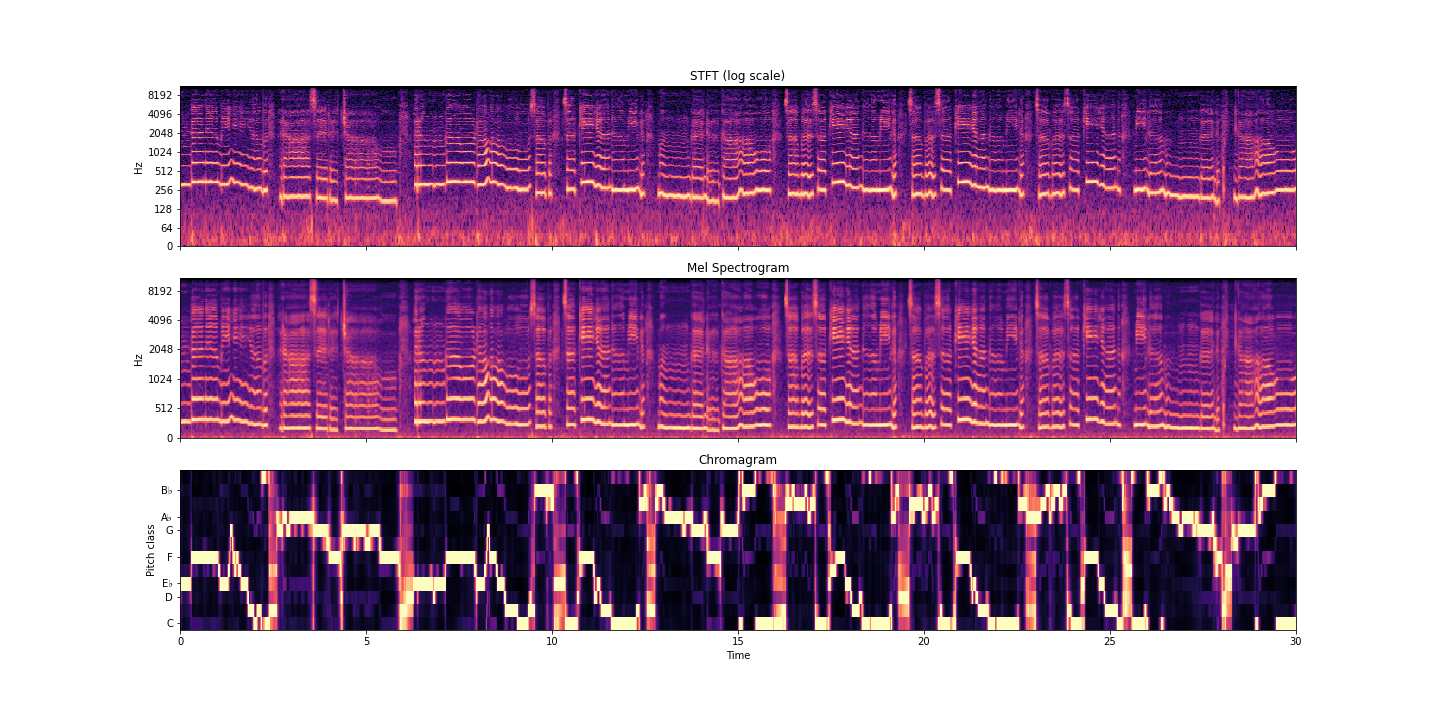 STFT (log scale)
8192
4096
2048
1024
512
256
128
64
0
Hz
Mel Spectrogram
8192
4096
2048
1024
512
0
Hz
Chromagram
B♭
A♭
G
F
E♭
D
C
Pitch class
0 5 10 15 20 25 30
Time